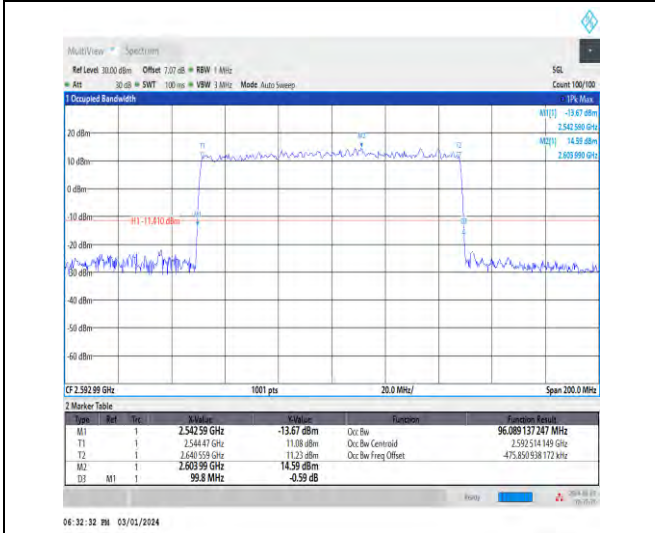 MultiView Spectrum
Ref Level 30.00 dBm Offset 7.07 dB RBW 1 MHz SGL
Att 30 dB SWT 100 ms VBW 3 MHz Mode Auto Sweep Count 100/100
1 Occupied Bandwidth 1Pk Max
M1[1] -13.67 dBm
2.542 590 GHz
20 dBm
M2[1] 14.59 dBm
2.603 990 GHz
T1 M2 T2
10 dBm
0 dBm
-10 dBm
H1 -11.410 dBm M1 D3
-20 dBm
-30 dBm
-40 dBm
-50 dBm
-60 dBm
CF 2.592 99 GHz 1001 pts 20.0 MHz/ Span 200.0 MHz
2 Marker Table
Type Ref Trc X-Value Y-Value Function Function Result
M1 1 2.542 59 GHz -13.67 dBm Occ Bw 96.089 137 247 MHz
T1 1 2.544 47 GHz 11.08 dBm Occ Bw Centroid 2.592 514 149 GHz
T2 1 2.640 559 GHz 11.23 dBm Occ Bw Freq Offset -475.850 938 172 kHz
M2 1 2.603 99 GHz 14.59 dBm
D3 M1 1 99.8 MHz -0.59 dB
Ready
06:32:32 PM 03/01/2024